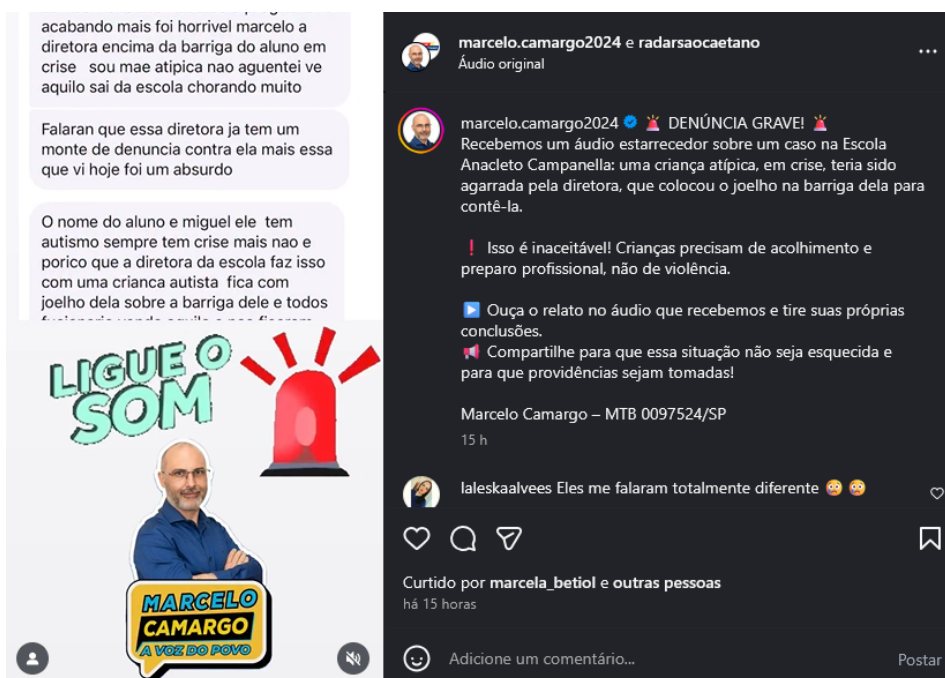 acabando mais foi horrivel marcelo a
diretora encima da barriga do aluno em
crise sou mae atipica nao aguentei ve
aquilo sai da escola chorando muito
Falaran que essa diretora ja tem um
monte de denuncia contra ela mais essa
que vi hoje foi um absurdo
O nome do aluno e miguel ele tem
autismo sempre tem crise mais nao e
porico que a diretora da escola faz isso
com uma crianca autista fica com
joelho dela sobre a barriga dele e todos
LIGUE O
SOM
MARCELO
CAMARGO
A VOZ DO POVO
marcelo.camargo2024 e radarsaocaetano
Áudio original
marcelo.camargo2024 🚨 DENÚNCIA GRAVE! 🚨
Recebemos um áudio estarrecedor sobre um caso na Escola
Anacleto Campanella: uma criança atípica, em crise, teria sido
agarrada pela diretora, que colocou o joelho na barriga dela para
contê-la.
❗ Isso é inaceitável! Crianças precisam de acolhimento e
preparo profissional, não de violência.
▶️ Ouça o relato no áudio que recebemos e tire suas próprias
conclusões.
📢 Compartilhe para que essa situação não seja esquecida e
para que providências sejam tomadas!
Marcelo Camargo – MTB 0097524/SP
15 h
laleskaalvees Eles me falaram totalmente diferente 😳 😳
Curtido por marcela_betiol e outras pessoas
há 15 horas
Adicione um comentário...
Postar